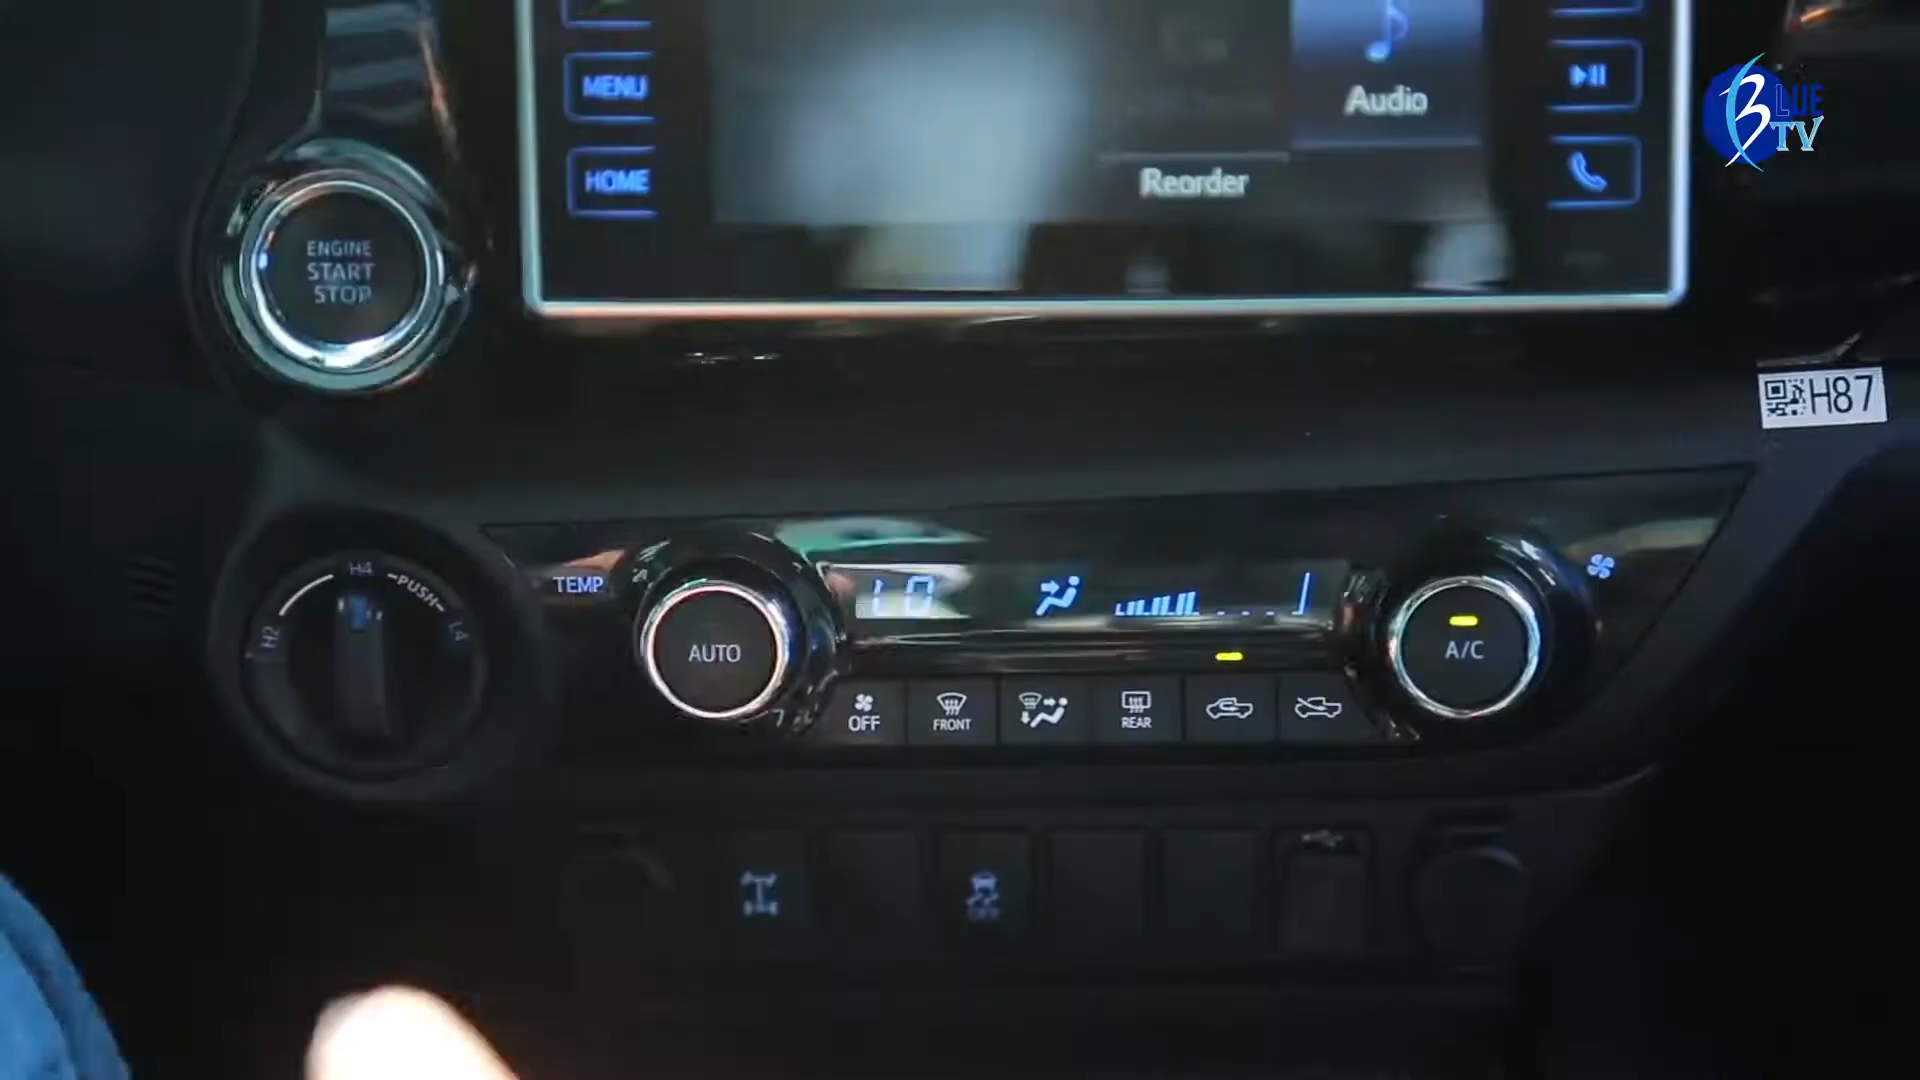 MENU
Audio
BLUE
TV
HOME
Reorder
ENGINE
START
STOP
H87
H4
PUSH
H2
L4
TEMP
AUTO
A/C
OFF
FRONT
REAR
OFF